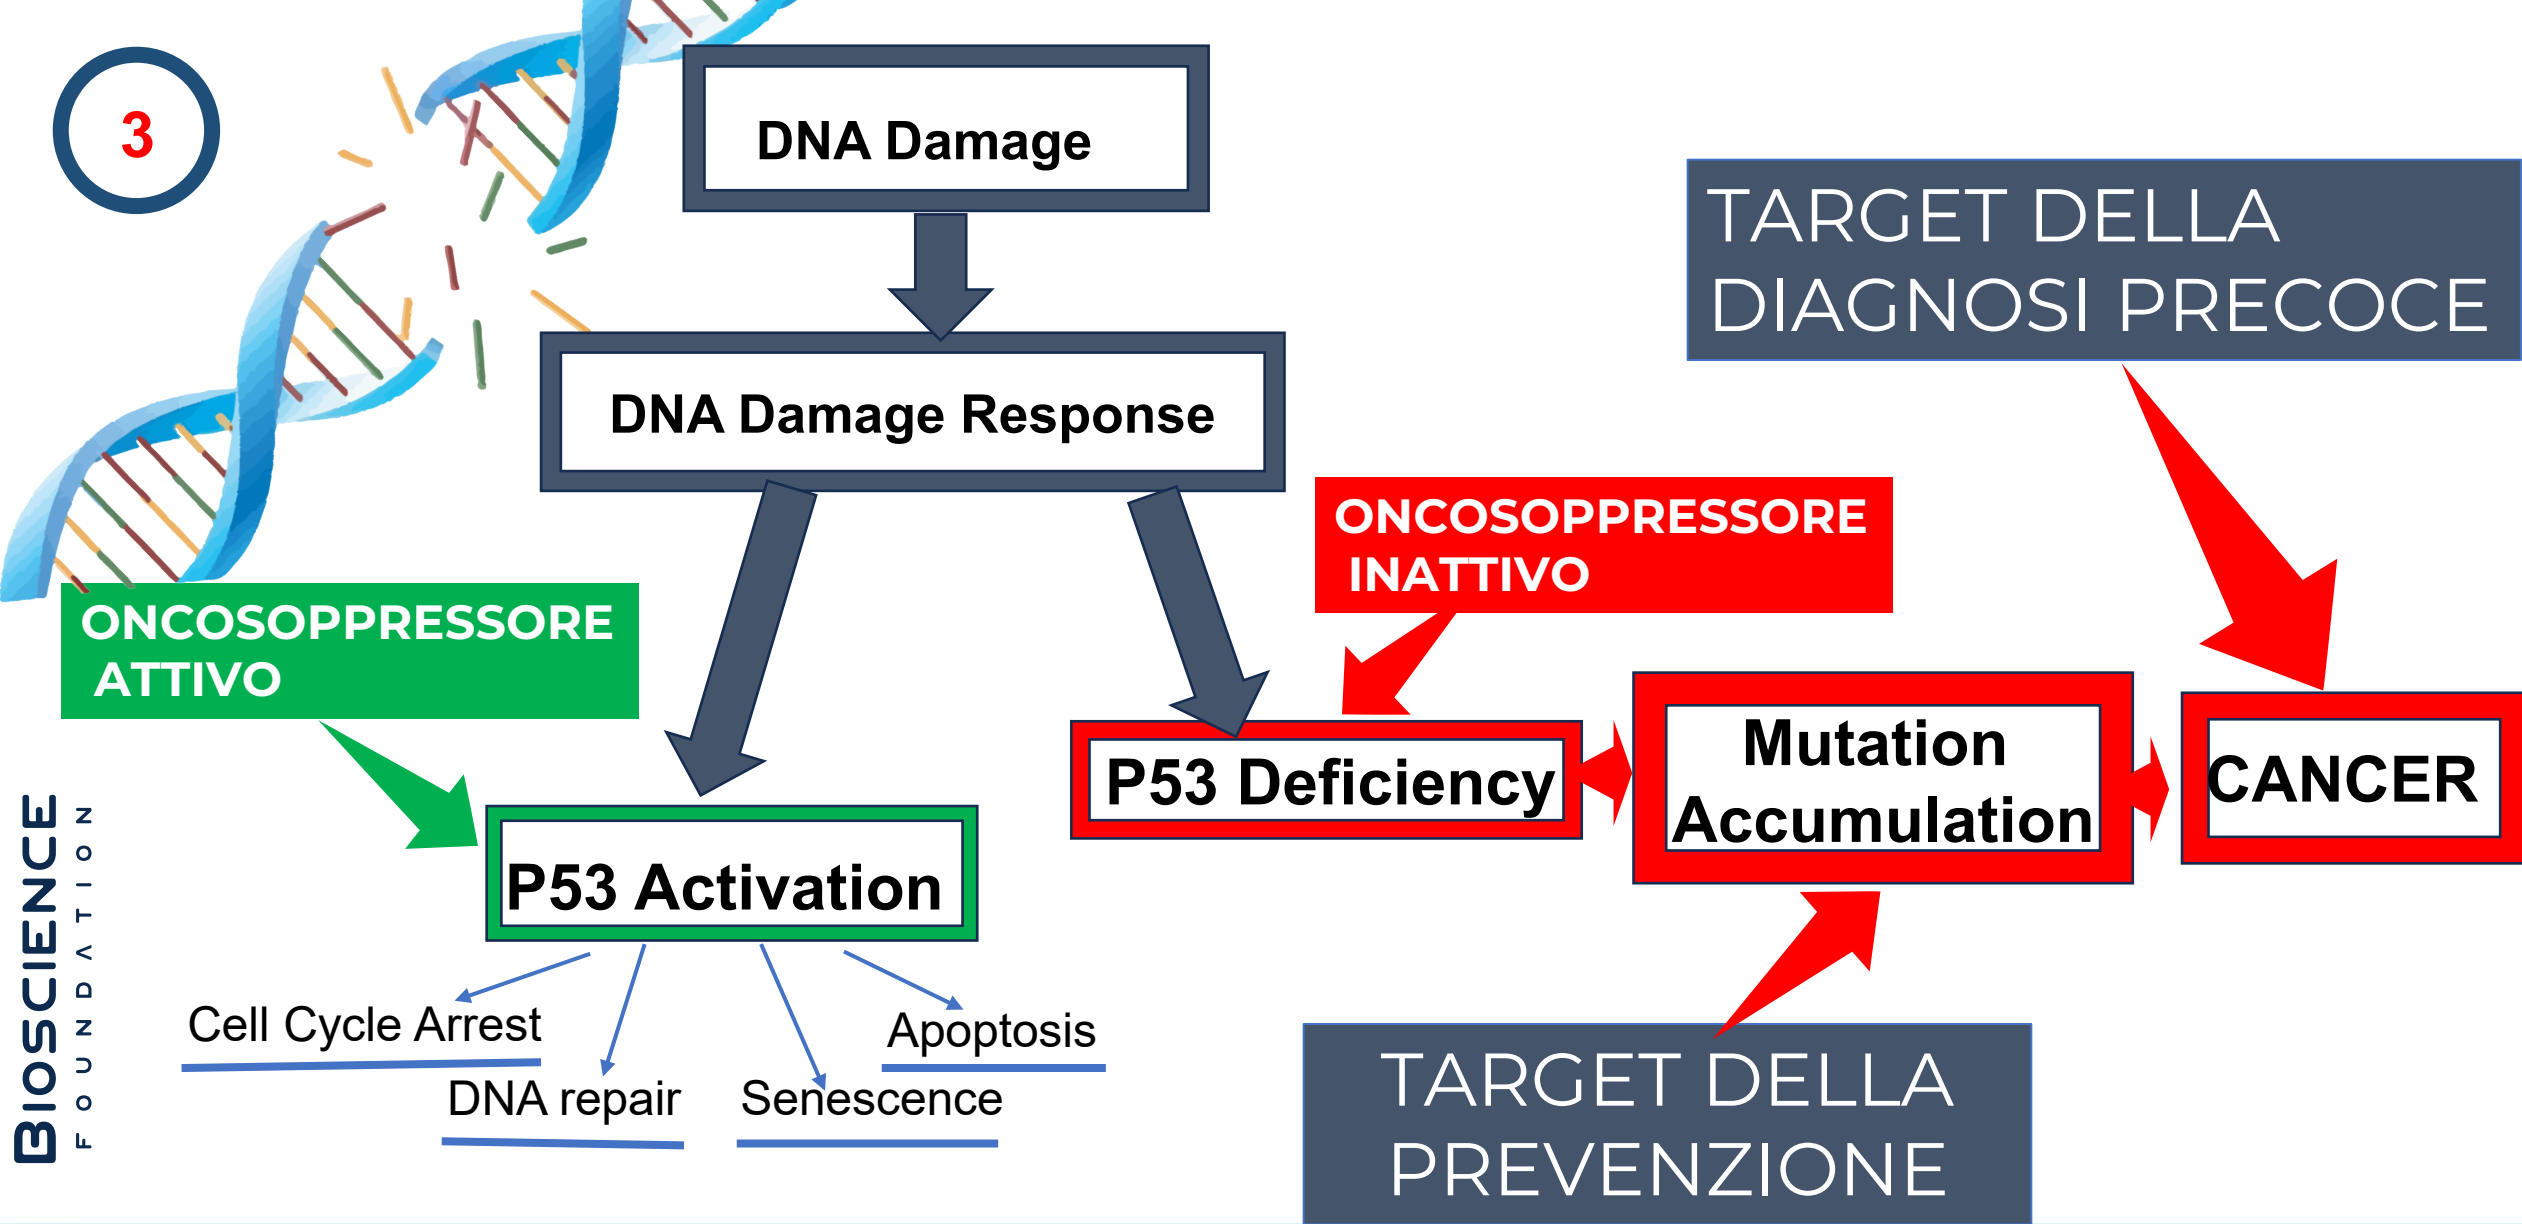 3
DNA Damage
TARGET DELLA
DIAGNOSI PRECOCE
DNA Damage Response
ONCOSOPPRESSORE
INATTIVO
ONCOSOPPRESSORE
ATTIVO
P53 Deficiency
Mutation
Accumulation
CANCER
P53 Activation
Cell Cycle Arrest
Apoptosis
DNA repair
Senescence
TARGET DELLA
PREVENZIONE
BIOSCIENCE
FOUNDATION